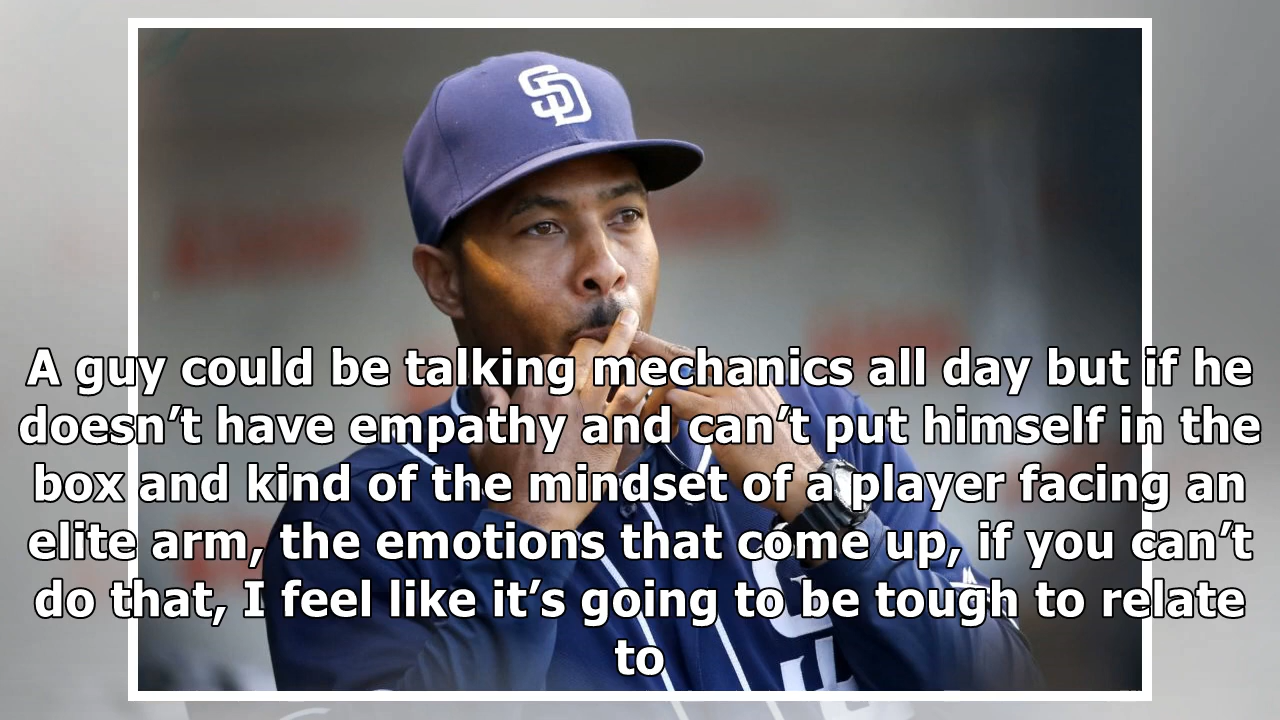 SD
A guy could be talking mechanics all day but if he
doesn’t have empathy and can’t put himself in the
box and kind of the mindset of a player facing an
elite arm, the emotions that come up, if you can’t
do that, I feel like it’s going to be tough to relate
to